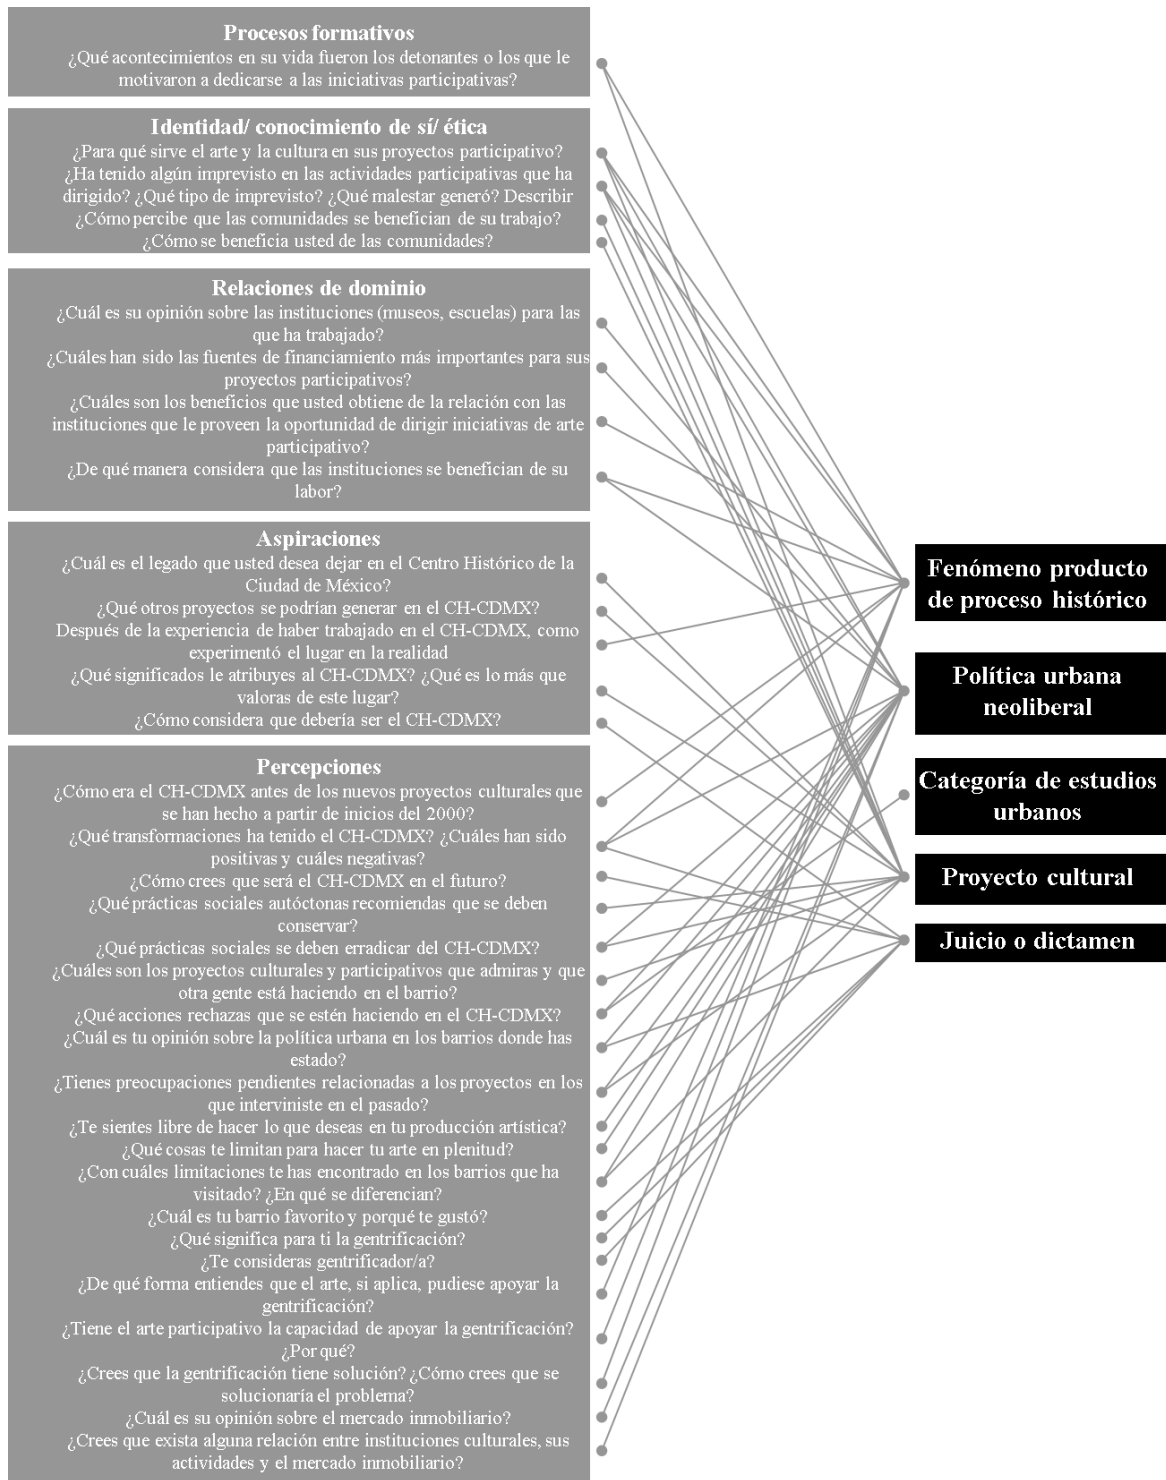 Procesos formativos
¿Qué acontecimientos en su vida fueron los detonantes o los que le
motivaron a dedicarse a las iniciativas participativas?
Identidad/ conocimiento de sí/ ética
¿Para qué sirve el arte y la cultura en sus proyectos participativo?
¿Ha tenido algún imprevisto en las actividades participativas que ha
dirigido? ¿Qué tipo de imprevisto? ¿Qué malestar generó? Describir
¿Cómo percibe que las comunidades se benefician de su trabajo?
¿Cómo se beneficia usted de las comunidades?
Relaciones de dominio
¿Cuál es su opinión sobre las instituciones (museos, escuelas) para las
que ha trabajado?
¿Cuáles han sido las fuentes de financiamiento más importantes para sus
proyectos participativos?
¿Cuáles son los beneficios que usted obtiene de la relación con las
instituciones que le proveen la oportunidad de dirigir iniciativas de arte
participativo?
¿De qué manera considera que las instituciones se benefician de su
labor?
Aspiraciones
¿Cuál es el legado que usted desea dejar en el Centro Histórico de la
Ciudad de México?
¿Qué otros proyectos se podrían generar en el CH-CDMX?
Después de la experiencia de haber trabajado en el CH-CDMX, como
experimentó el lugar en la realidad
¿Qué significados le atribuyes al CH-CDMX? ¿Qué es lo más que
valoras de este lugar?
¿Cómo considera que debería ser el CH-CDMX?
Percepciones
¿Cómo era el CH-CDMX antes de los nuevos proyectos culturales que
se han hecho a partir de inicios del 2000?
¿Qué transformaciones ha tenido el CH-CDMX? ¿Cuáles han sido
positivas y cuáles negativas?
¿Cómo crees que será el CH-CDMX en el futuro?
¿Qué prácticas sociales autóctonas recomiendas que se deben
conservar?
¿Qué prácticas sociales se deben erradicar del CH-CDMX?
¿Cuáles son los proyectos culturales y participativos que admiras y que
otra gente está haciendo en el barrio?
¿Qué acciones rechazas que se estén haciendo en el CH-CDMX?
¿Cuál es tu opinión sobre la política urbana en los barrios donde has
estado?
¿Tienes preocupaciones pendientes relacionadas a los proyectos en los
que interviniste en el pasado?
¿Te sientes libre de hacer lo que deseas en tu producción artística?
¿Qué cosas te limitan para hacer tu arte en plenitud?
¿Con cuáles limitaciones te has encontrado en los barrios que ha
visitado? ¿En qué se diferencian?
¿Cuál es tu barrio favorito y porqué te gustó?
¿Qué significa para ti la gentrificación?
¿Te consideras gentrificador/a?
¿De qué forma entiendes que el arte, si aplica, pudiese apoyar la
gentrificación?
¿Tiene el arte participativo la capacidad de apoyar la gentrificación?
¿Por qué?
¿Crees que la gentrificación tiene solución? ¿Cómo crees que se
solucionaría el problema?
¿Cuál es su opinión sobre el mercado inmobiliario?
¿Crees que exista alguna relación entre instituciones culturales, sus
actividades y el mercado inmobiliario?
Fenómeno producto
de proceso histórico
Política urbana
neoliberal
Categoría de estudios
urbanos
Proyecto cultural
Juicio o dictamen